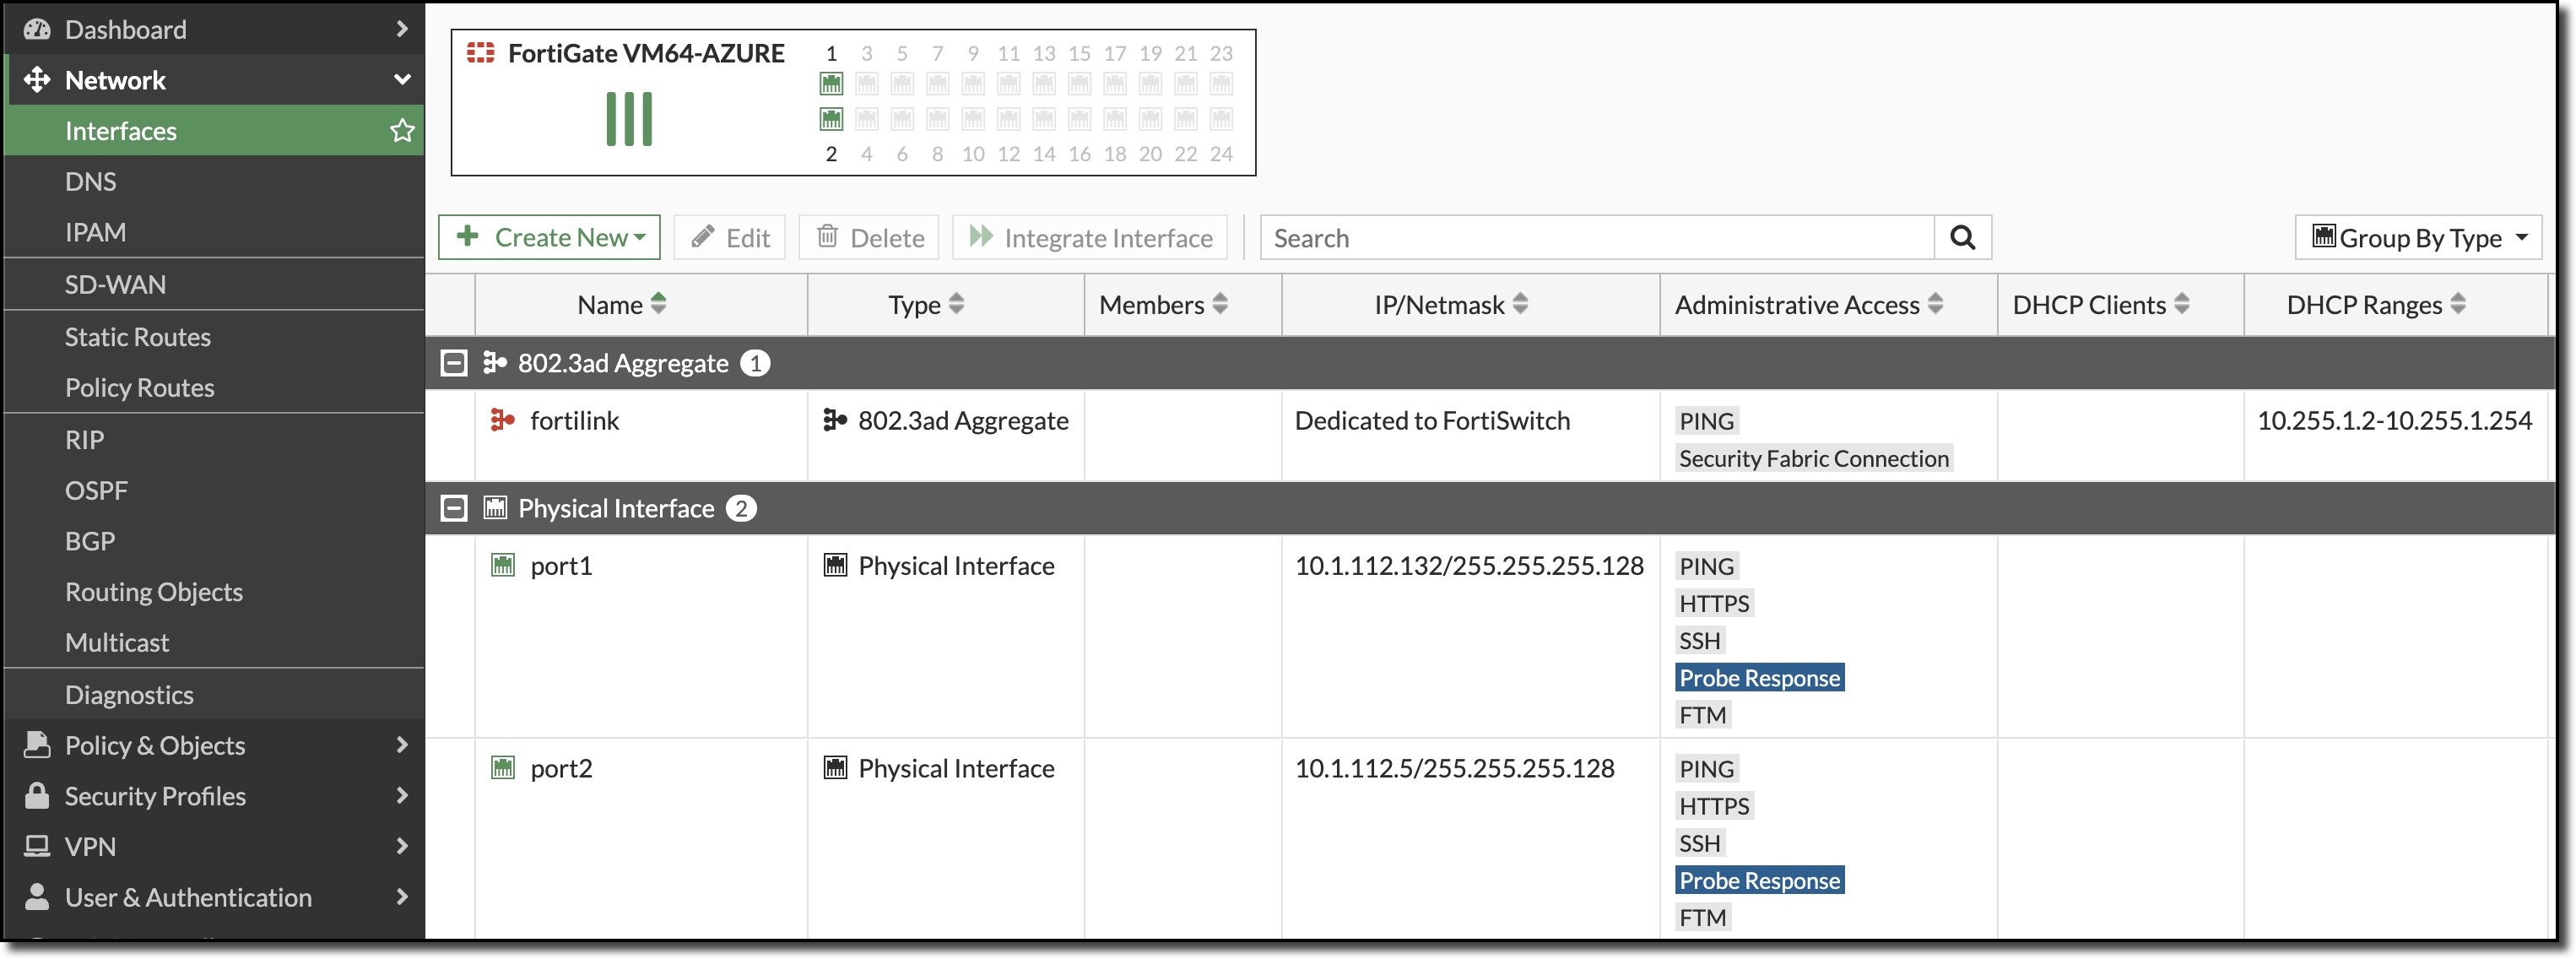 Dashboard
Network
Interfaces
DNS
IPAM
SD-WAN
Static Routes
Policy Routes
RIP
OSPF
BGP
Routing Objects
Multicast
Diagnostics
Policy & Objects
Security Profiles
VPN
User & Authentication
FortiGate VM64-AZURE
1 3 5 7 9 11 13 15 17 19 21 23
2 4 6 8 10 12 14 16 18 20 22 24
Create New Edit Delete Integrate Interface Search Group By Type
Name Type Members IP/Netmask Administrative Access DHCP Clients DHCP Ranges
802.3ad Aggregate 1
fortilink 802.3ad Aggregate Dedicated to FortiSwitch PING 10.255.1.2-10.255.1.254
Security Fabric Connection
Physical Interface 2
port1 Physical Interface 10.1.112.132/255.255.255.128 PING
HTTPS
SSH
Probe Response
FTM
port2 Physical Interface 10.1.112.5/255.255.255.128 PING
HTTPS
SSH
Probe Response
FTM